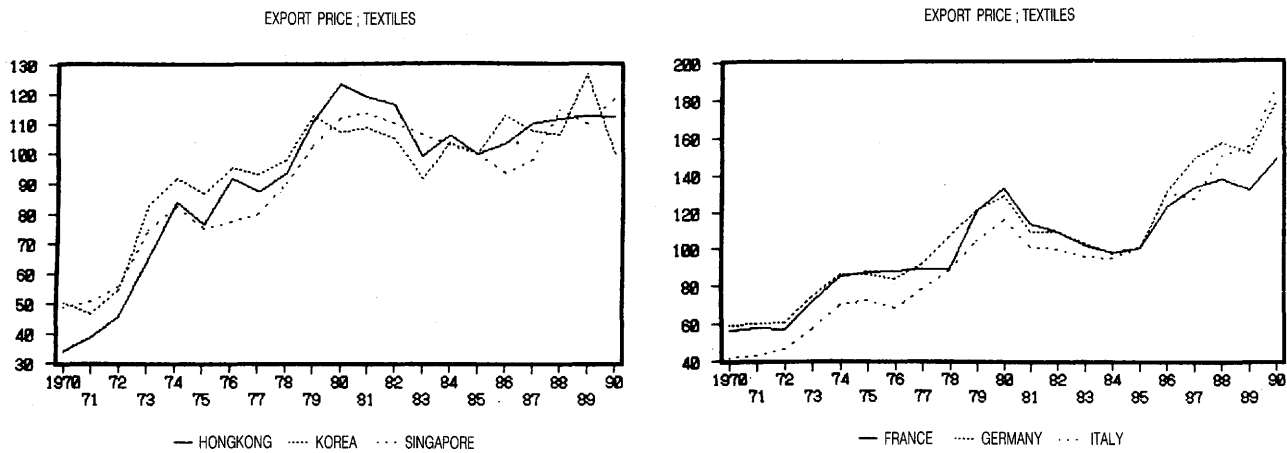 EXPORT PRICE ; TEXTILES
130
120
110
100
90
80
70
60
50
40
30
1970 72 74 76 78 80 82 84 86 88 90
71 73 75 77 79 81 83 85 87 89
HONGKONG KOREA SINGAPORE
EXPORT PRICE ; TEXTILES
200
180
160
140
120
100
80
60
40
1970 72 74 76 78 80 82 84 86 88 90
71 73 75 77 79 81 83 85 87 89
FRANCE GERMANY ITALY